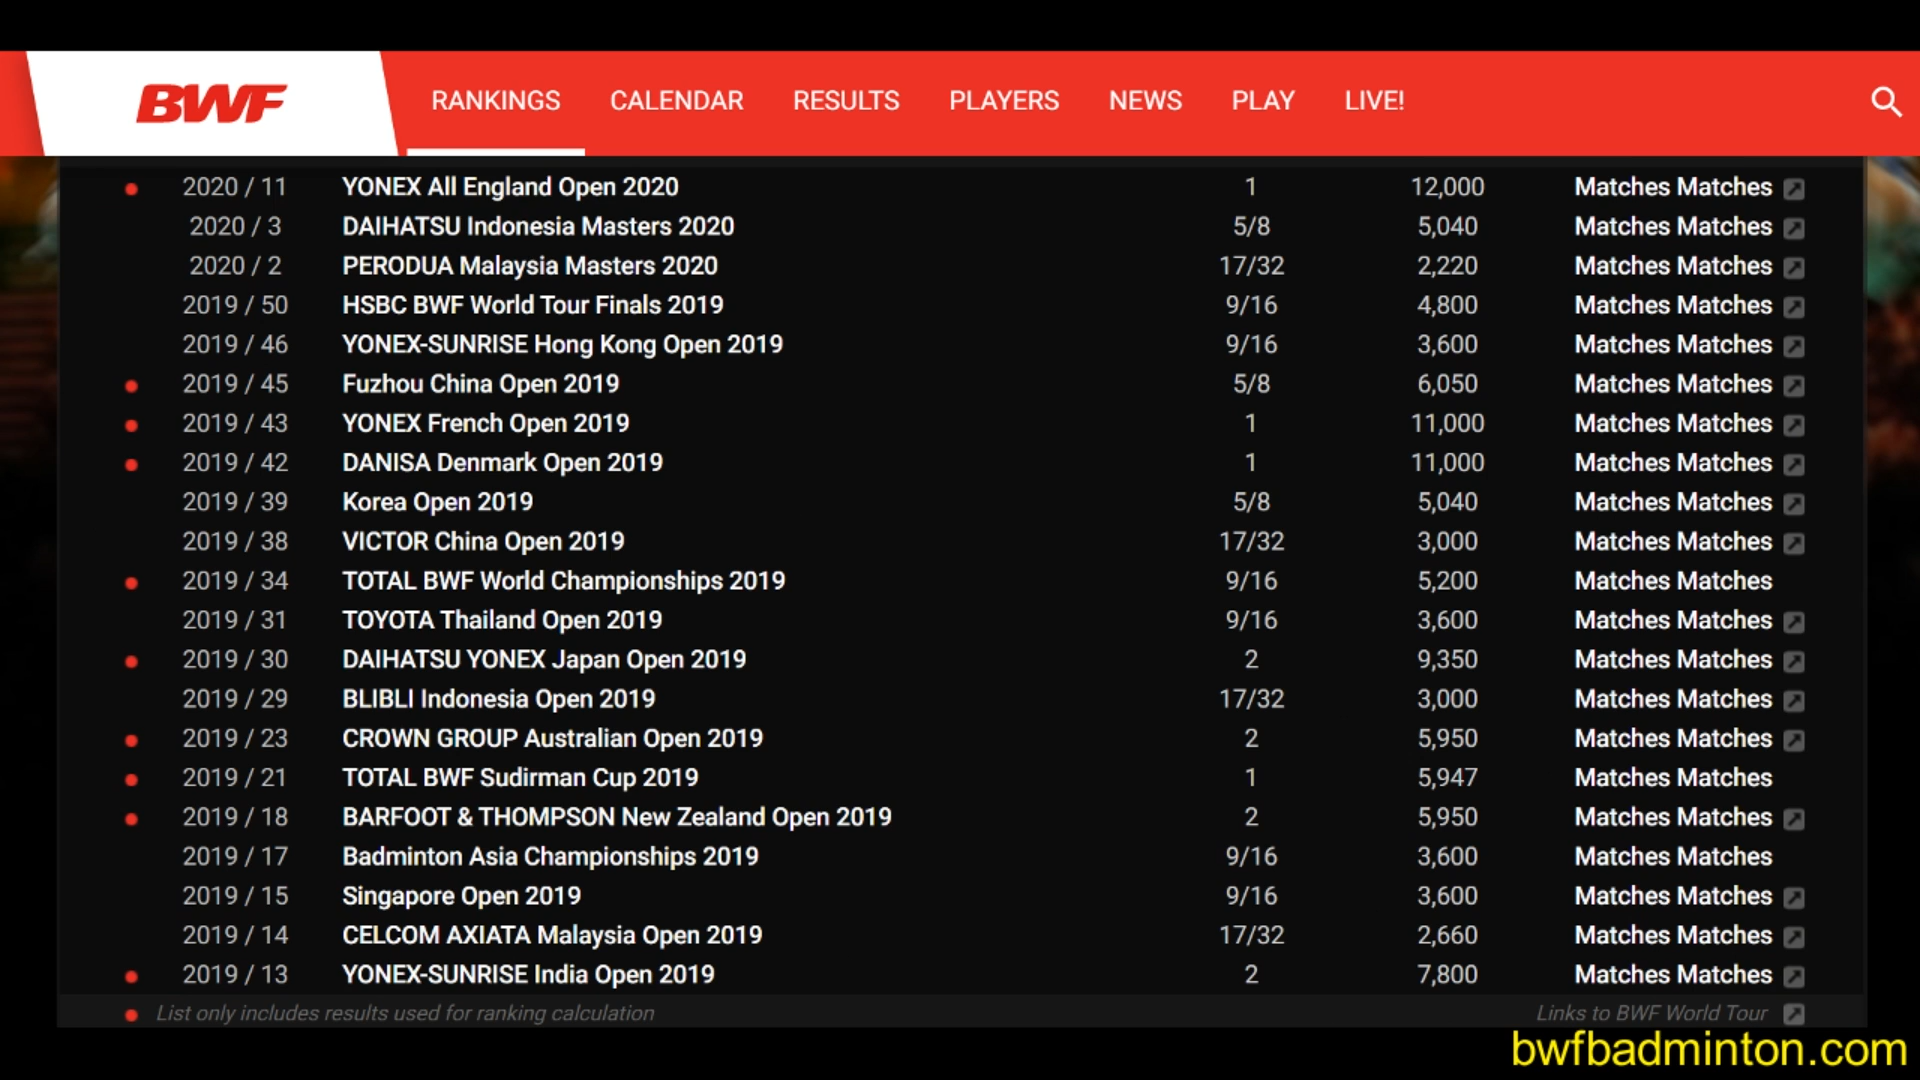 BWF RANKINGS CALENDAR RESULTS PLAYERS NEWS PLAY LIVE!
2020 / 11 YONEX All England Open 2020 1 12,000 Matches Matches
2020 / 3 DAIHATSU Indonesia Masters 2020 5/8 5,040 Matches Matches
2020 / 2 PERODUA Malaysia Masters 2020 17/32 2,220 Matches Matches
2019 / 50 HSBC BWF World Tour Finals 2019 9/16 4,800 Matches Matches
2019 / 46 YONEX-SUNRISE Hong Kong Open 2019 9/16 3,600 Matches Matches
2019 / 45 Fuzhou China Open 2019 5/8 6,050 Matches Matches
2019 / 43 YONEX French Open 2019 1 11,000 Matches Matches
2019 / 42 DANISA Denmark Open 2019 1 11,000 Matches Matches
2019 / 39 Korea Open 2019 5/8 5,040 Matches Matches
2019 / 38 VICTOR China Open 2019 17/32 3,000 Matches Matches
2019 / 34 TOTAL BWF World Championships 2019 9/16 5,200 Matches Matches
2019 / 31 TOYOTA Thailand Open 2019 9/16 3,600 Matches Matches
2019 / 30 DAIHATSU YONEX Japan Open 2019 2 9,350 Matches Matches
2019 / 29 BLIBLI Indonesia Open 2019 17/32 3,000 Matches Matches
2019 / 23 CROWN GROUP Australian Open 2019 2 5,950 Matches Matches
2019 / 21 TOTAL BWF Sudirman Cup 2019 1 5,947 Matches Matches
2019 / 18 BARFOOT & THOMPSON New Zealand Open 2019 2 5,950 Matches Matches
2019 / 17 Badminton Asia Championships 2019 9/16 3,600 Matches Matches
2019 / 15 Singapore Open 2019 9/16 3,600 Matches Matches
2019 / 14 CELCOM AXIATA Malaysia Open 2019 17/32 2,660 Matches Matches
2019 / 13 YONEX-SUNRISE India Open 2019 2 7,800 Matches Matches
List only includes results used for ranking calculation Links to BWF World Tour
bwfbadminton.com